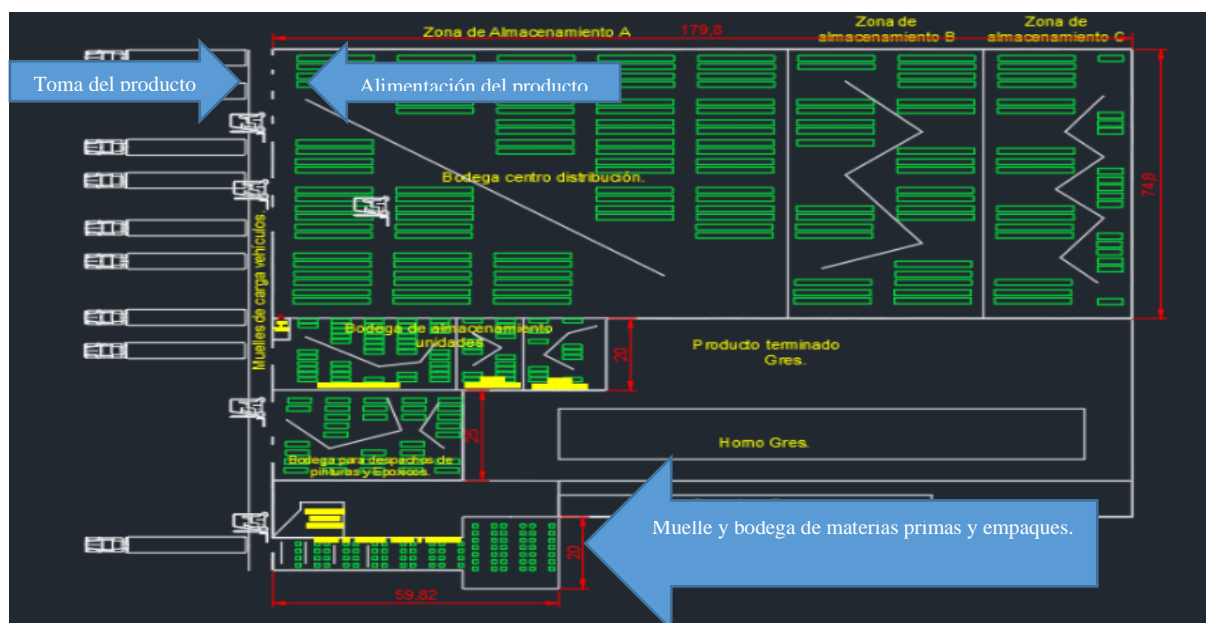 Zona de Almacenamiento A
179,8
Zona de
almacenamiento B
Zona de
almacenamiento C
Toma del producto
Alimentación del producto
Bodega centro distribución.
74,8
Muelles de carga vehículos.
H
Bodega de almacenamiento
unidades
20
Producto terminado
Gres.
25
Horno Gres.
Bodega para despachos de
pinturas y Epoxicos.
Muelle y bodega de materias primas y empaques.
20
59,82